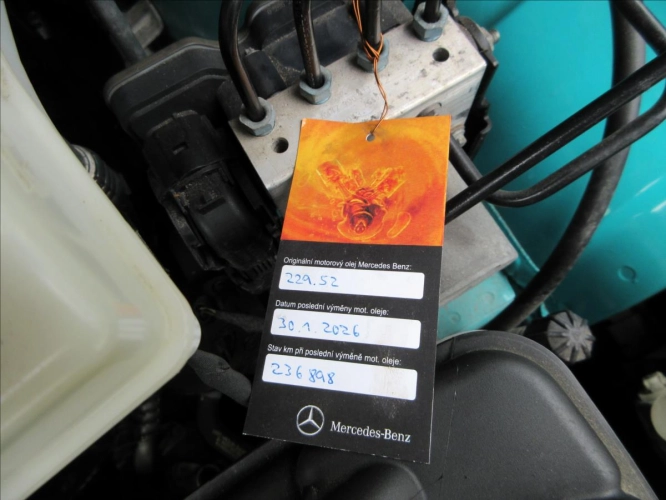 Originální motorový olej Mercedes Benz:
229.52
Datum poslední výměny mot. oleje:
30.1.2026
Stav km při poslední výměně mot. oleje:
236 898
Mercedes-Benz